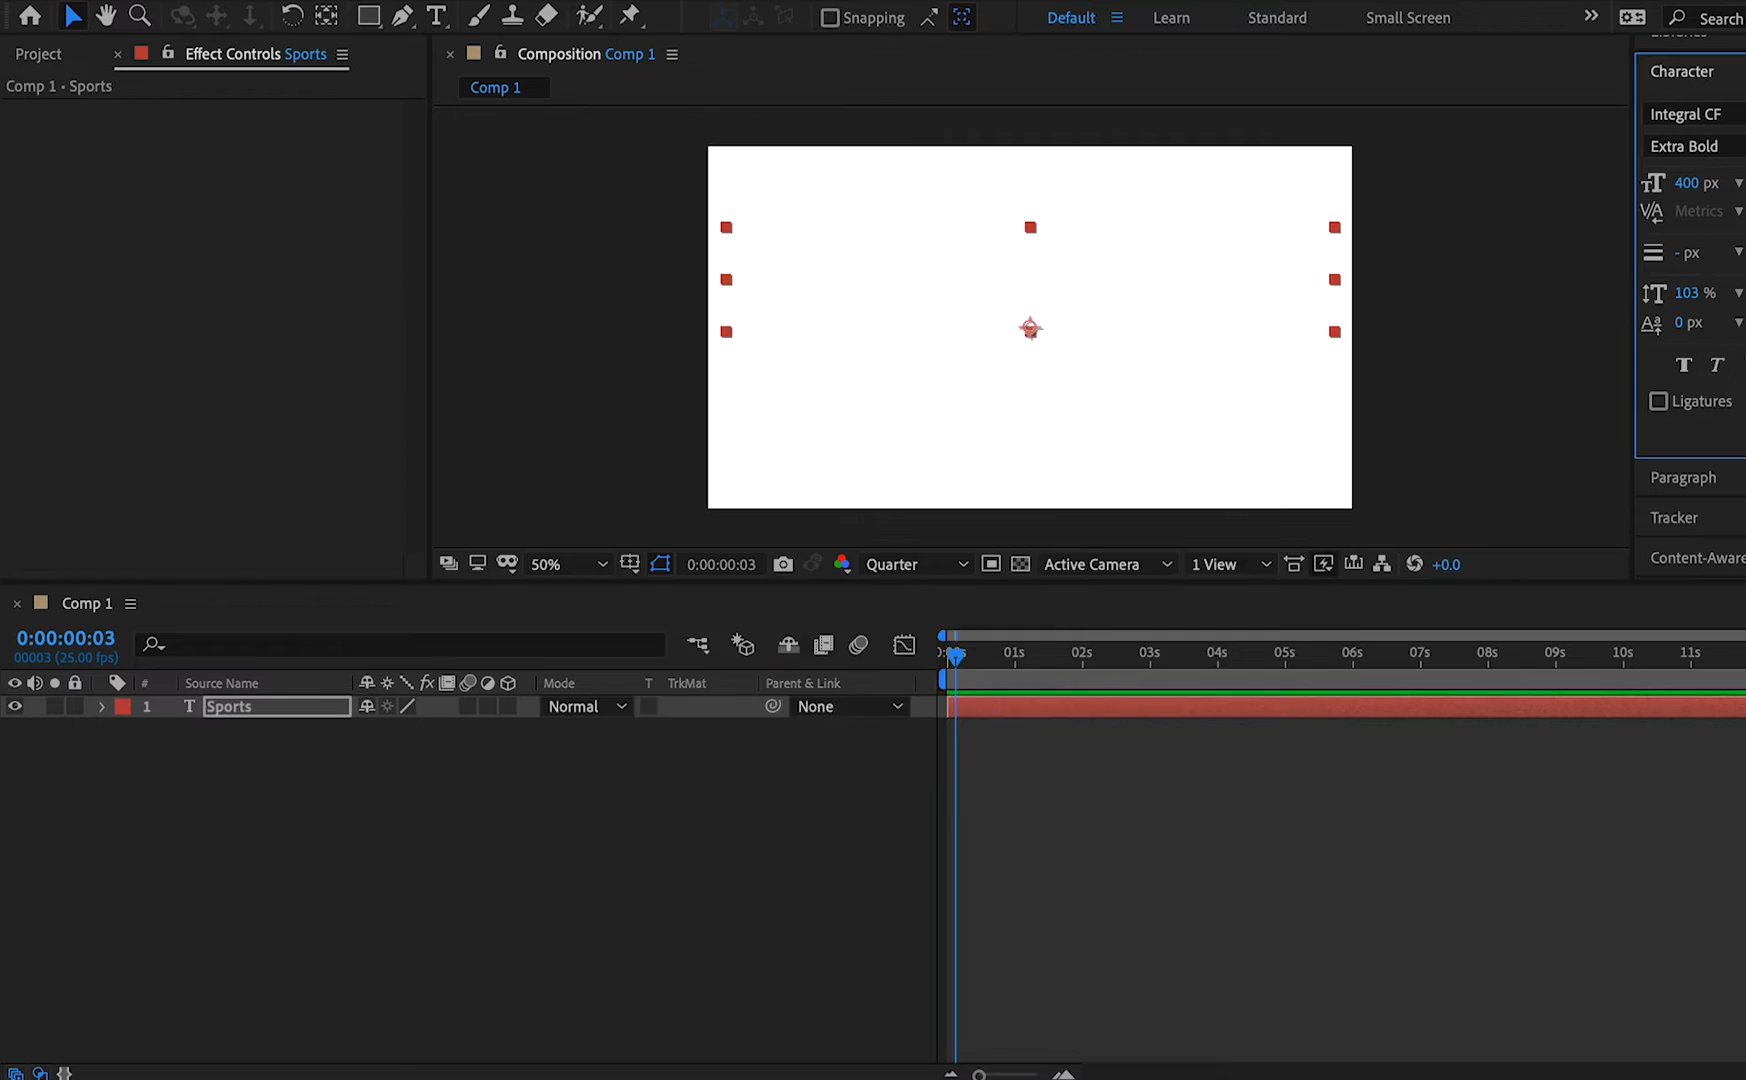 Snapping
Default
Learn
Standard
Small Screen
Search
Project
Effect Controls Sports
Composition Comp 1
Libraries
Character
Comp 1 • Sports
Comp 1
Integral CF
Extra Bold
400 px
Metrics
- px
103 %
0 px
T T
Ligatures
Paragraph
Tracker
Content-Aware
50%
0:00:00:03
Quarter
Active Camera
1 View
+0.0
Comp 1
0:00:00:03
00003 (25.00 fps)
01s 02s 03s 04s 05s 06s 07s 08s 09s 10s 11s
# Source Name fx Mode T TrkMat Parent & Link
1 T Sports Normal None